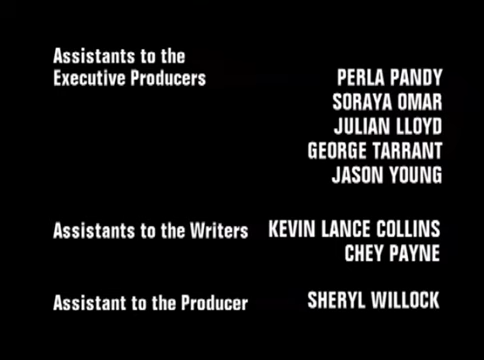 Assistants to the
Executive Producers
PERLA PANDY
SORAYA OMAR
JULIAN LLOYD
GEORGE TARRANT
JASON YOUNG
Assistants to the Writers KEVIN LANCE COLLINS
CHEY PAYNE
Assistant to the Producer SHERYL WILLOCK